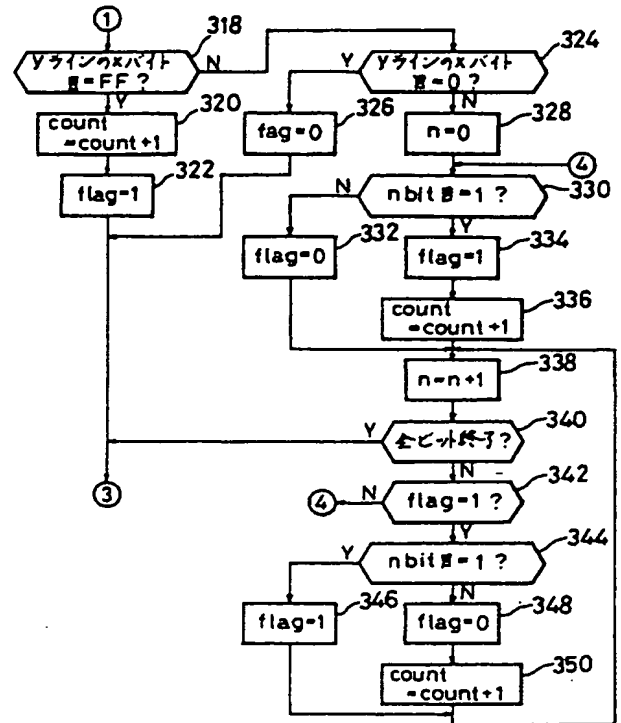 ①
318
yラインのxバイト
目=FF?
Y
N
320
count
=count+1
322
flag=1
324
yラインのxバイト
目=0?
Y
N
326
fag=0
328
n=0
④
330
nbit目=1?
N
Y
332
flag=0
334
flag=1
336
count
=count+1
338
n=n+1
340
全ビット終了?
Y
N
③
342
flag=1?
N
④
Y
344
nbit目=1?
Y
N
346
flag=1
348
flag=0
350
count
=count+1